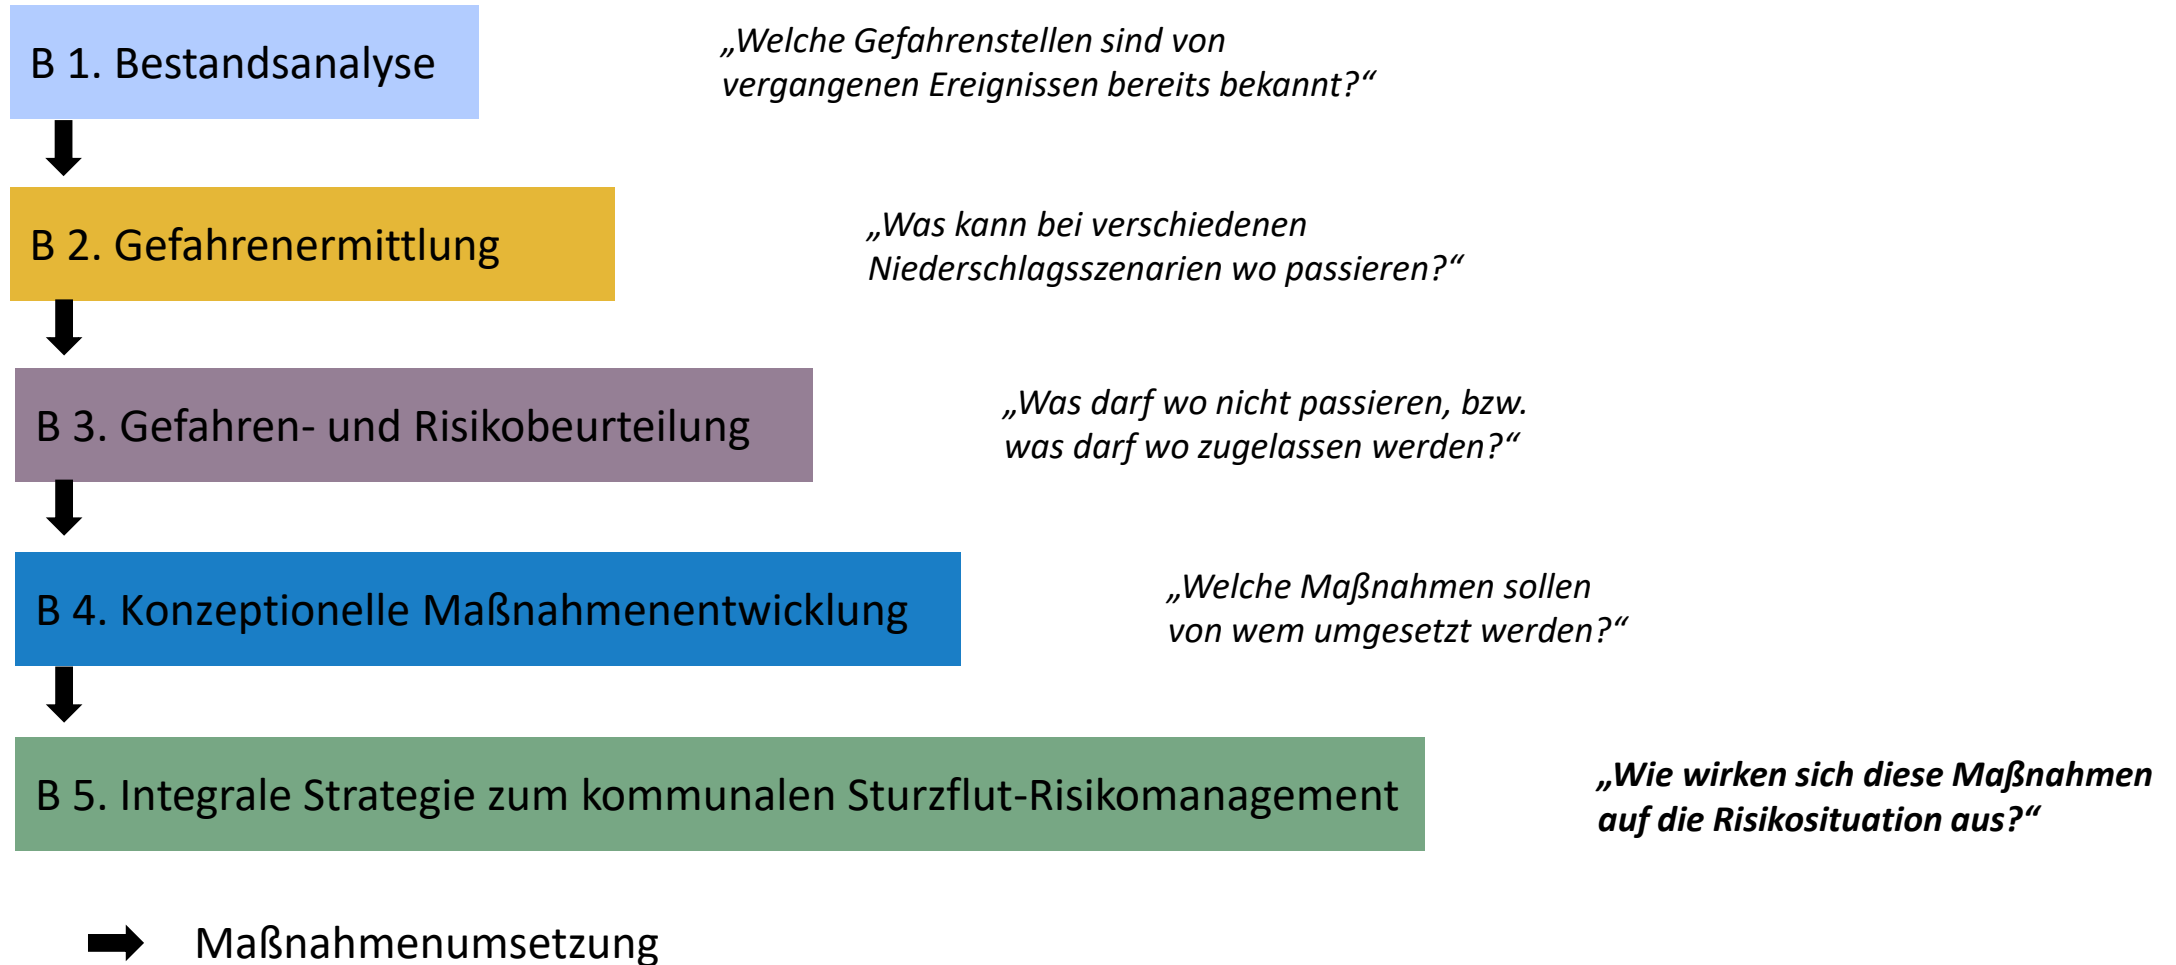 B 1. Bestandsanalyse
„Welche Gefahrenstellen sind von
vergangenen Ereignissen bereits bekannt?“
B 2. Gefahrenermittlung
„Was kann bei verschiedenen
Niederschlagsszenarien wo passieren?“
B 3. Gefahren- und Risikobeurteilung
„Was darf wo nicht passieren, bzw.
was darf wo zugelassen werden?“
B 4. Konzeptionelle Maßnahmenentwicklung
„Welche Maßnahmen sollen
von wem umgesetzt werden?“
B 5. Integrale Strategie zum kommunalen Sturzflut-Risikomanagement
„Wie wirken sich diese Maßnahmen
auf die Risikosituation aus?“
Maßnahmenumsetzung